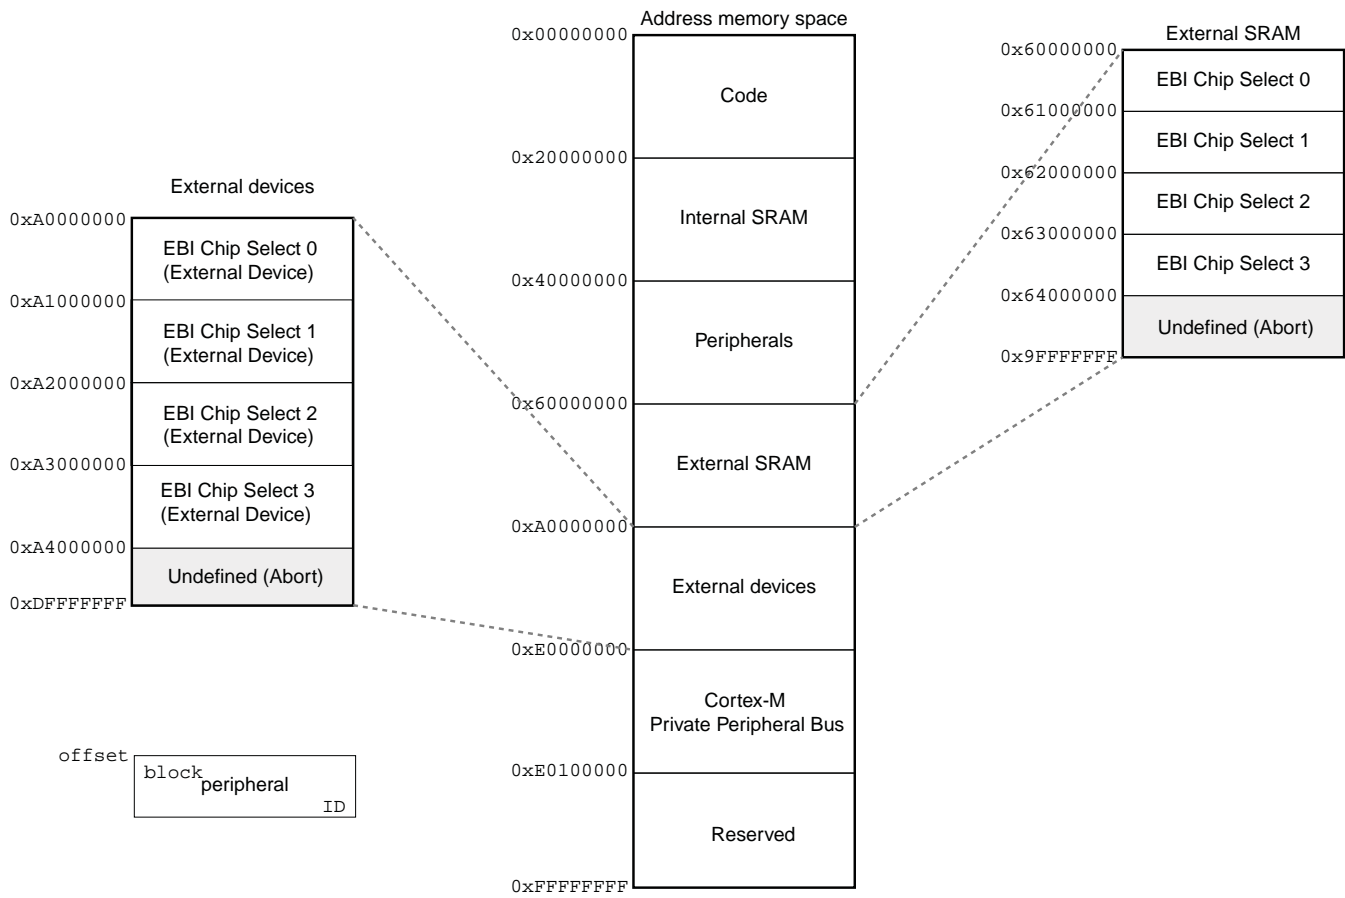 External devices
0xA0000000
EBI Chip Select 0
(External Device)
0xA1000000
EBI Chip Select 1
(External Device)
0xA2000000
EBI Chip Select 2
(External Device)
0xA3000000
EBI Chip Select 3
(External Device)
0xA4000000
Undefined (Abort)
0xDFFFFFFF
offset
block
peripheral
ID
Address memory space
0x00000000
Code
0x20000000
Internal SRAM
0x40000000
Peripherals
0x60000000
External SRAM
0xA0000000
External devices
0xE0000000
Cortex-M
Private Peripheral Bus
0xE0100000
Reserved
0xFFFFFFFF
External SRAM
0x60000000
EBI Chip Select 0
0x61000000
EBI Chip Select 1
0x62000000
EBI Chip Select 2
0x63000000
EBI Chip Select 3
0x64000000
Undefined (Abort)
0x9FFFFFFF